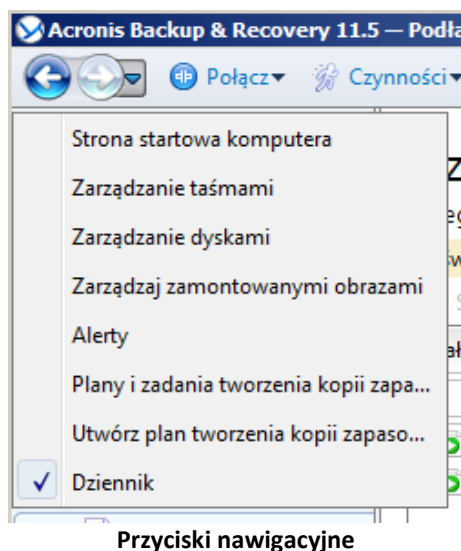 Acronis Backup & Recovery 11.5 — Podła
Połącz Czynności
Strona startowa komputera
Zarządzanie taśmami
Zarządzanie dyskami
Zarządzaj zamontowanymi obrazami
Alerty
Plany i zadania tworzenia kopii zapa...
Utwórz plan tworzenia kopii zapaso...
Dziennik
Przyciski nawigacyjne